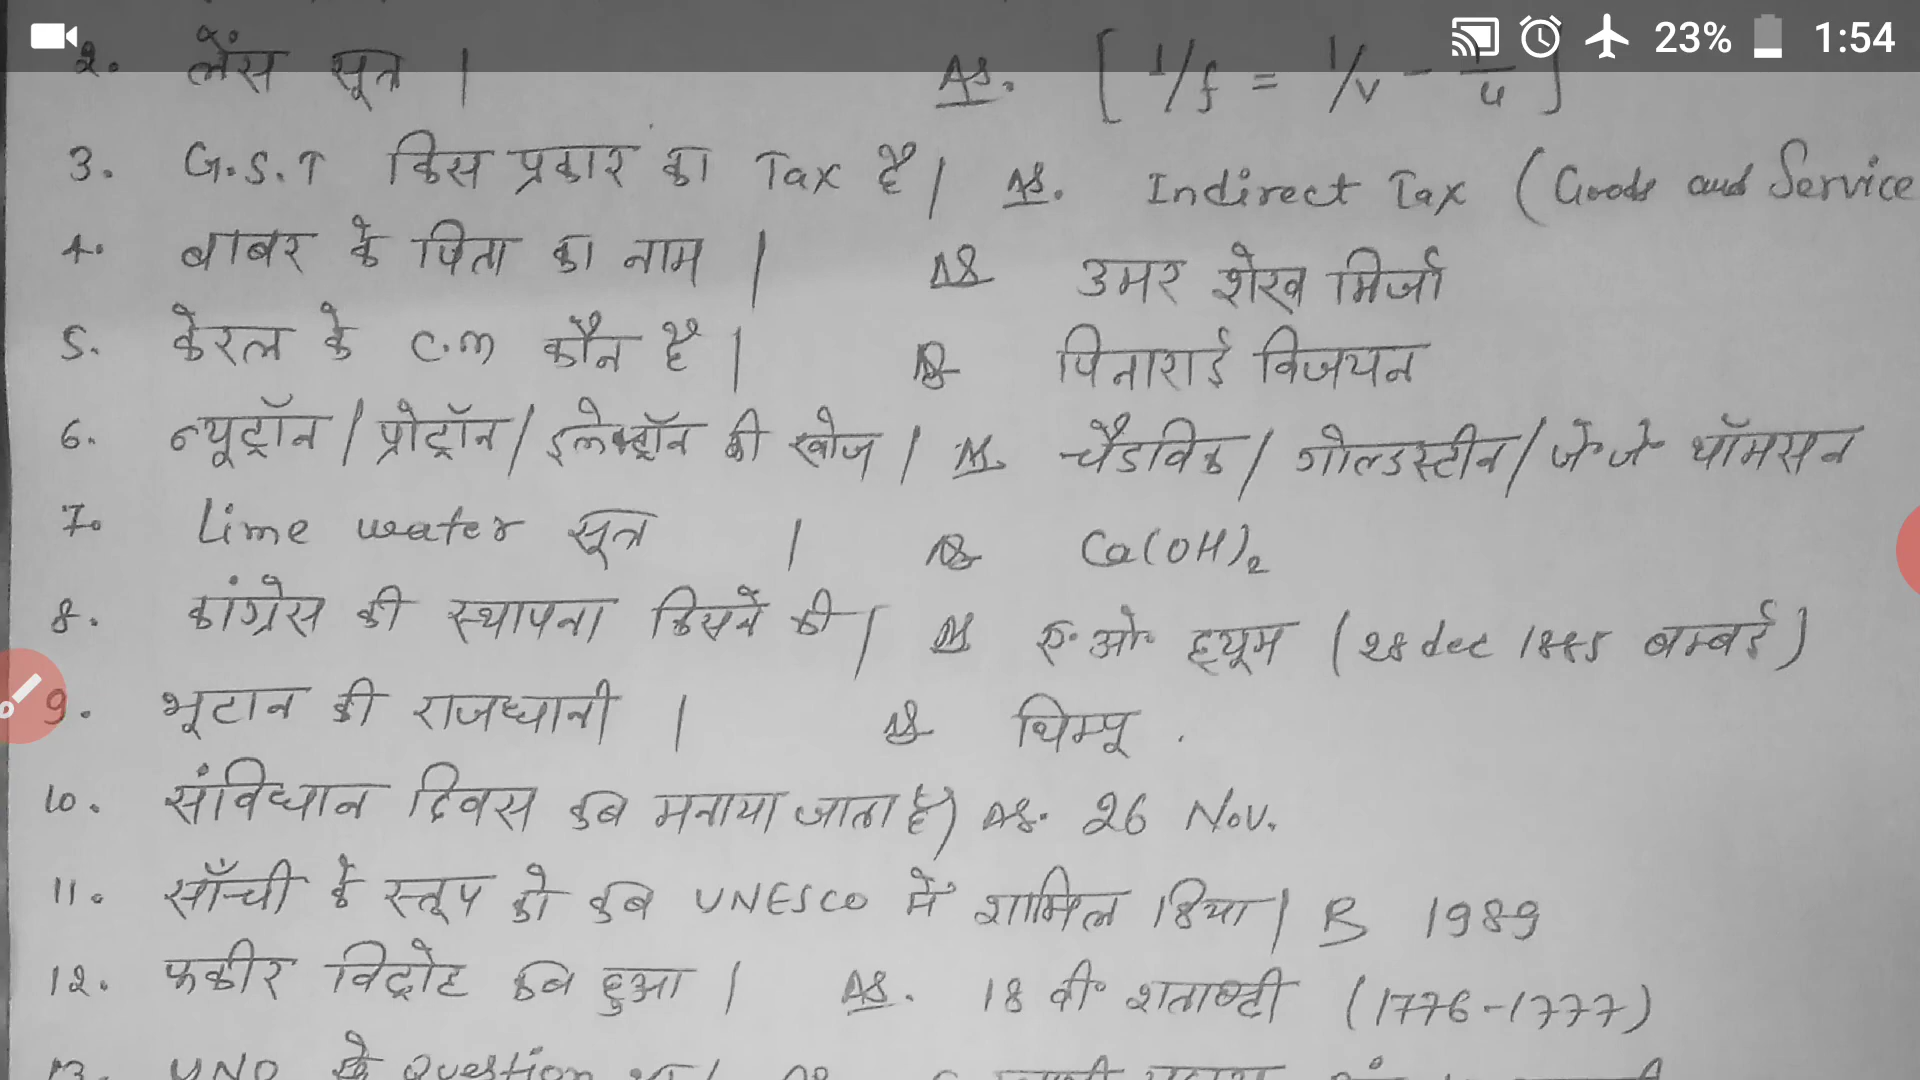 23% 1:54
2. लेंस सूत्र | As. [ 1/f = 1/v - 1/u ]
3. G.S.T किस प्रकार का Tax है | As. Indirect Tax (Goods and Service
4. बाबर के पिता का नाम | As उमर शेख मिर्जा
5. केरल के C.m कौन है | As पिनाराई विजयन
6. न्यूट्रॉन / प्रोट्रॉन / इलेक्ट्रॉन की खोज | As. चैडविक / गोल्डस्टीन / जे॰ जे॰ थॉमसन
7. Lime water सूत्र | As Ca(OH)₂
8. कांग्रेस की स्थापना किसने की | As ए॰ ओ॰ ह्यूम (28 dec 1885 बम्बई)
9. भूटान की राजधानी | As थिम्पू .
10. संविधान दिवस कब मनाया जाता है) As. 26 Nov.
11. साँची के स्तूप को कब UNESCO में शामिल किया | 1989
12. फकीर विद्रोह कब हुआ | As. 18 वी॰ शताब्दी (1776-1777)
13. UNO के Question